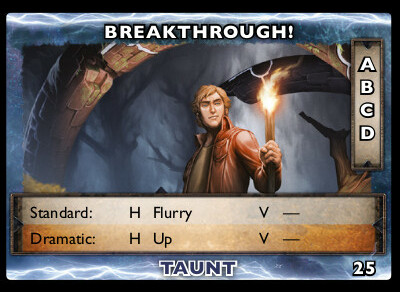 BREAKTHROUGH!
A
B
C
D
Standard: H Flurry V —
Dramatic: H Up V —
TAUNT
25